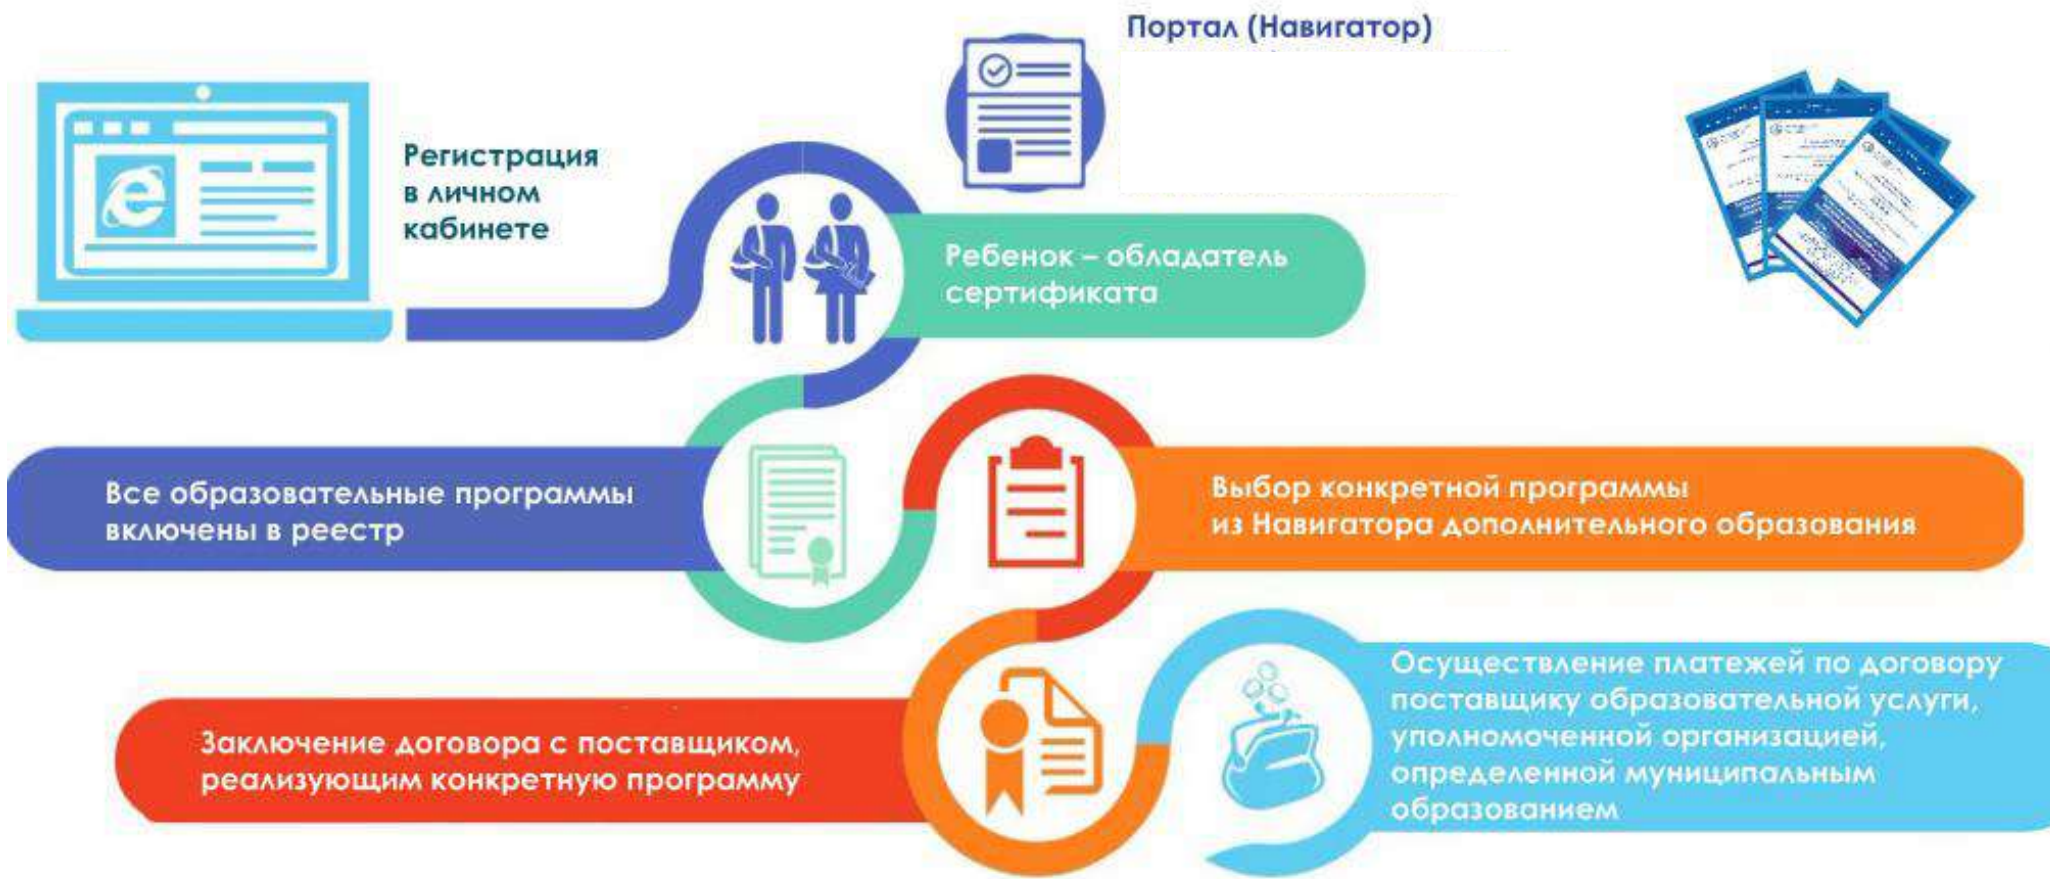 Портал (Навигатор)
Регистрация
в личном
кабинете
Ребенок – обладатель
сертификата
Все образовательные программы
включены в реестр
Выбор конкретной программы
из Навигатора дополнительного образования
Заключение договора с поставщиком,
реализующим конкретную программу
Осуществление платежей по договору
поставщику образовательной услуги,
уполномоченной организацией,
определенной муниципальным
образованием